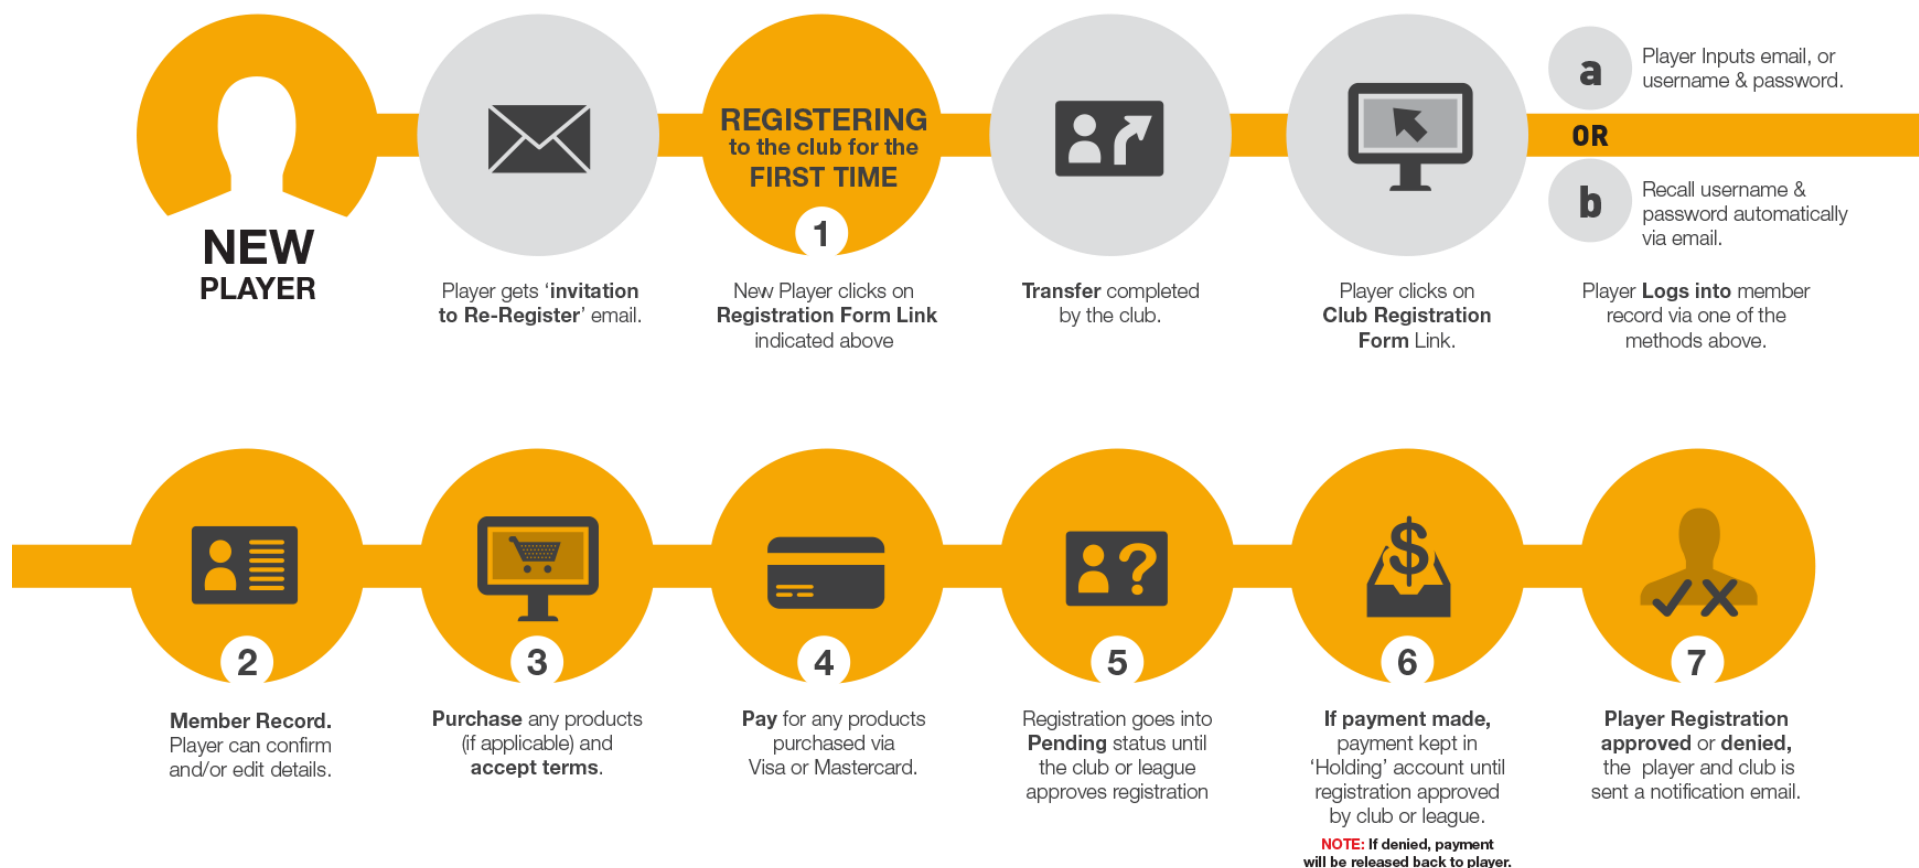 NEW
PLAYER
Player gets ‘invitation
to Re-Register’ email.
REGISTERING
to the club for the
FIRST TIME
1
New Player clicks on
Registration Form Link
indicated above
Transfer completed
by the club.
Player clicks on
Club Registration
Form Link.
a
Player Inputs email, or
username & password.
OR
b
Recall username &
password automatically
via email.
Player Logs into member
record via one of the
methods above.
2
Member Record.
Player can confirm
and/or edit details.
3
Purchase any products
(if applicable) and
accept terms.
4
Pay for any products
purchased via
Visa or Mastercard.
?
5
Registration goes into
Pending status until
the club or league
approves registration
$
6
If payment made,
payment kept in
‘Holding’ account until
registration approved
by club or league.
NOTE: If denied, payment
will be released back to player.
7
Player Registration
approved or denied,
the player and club is
sent a notification email.